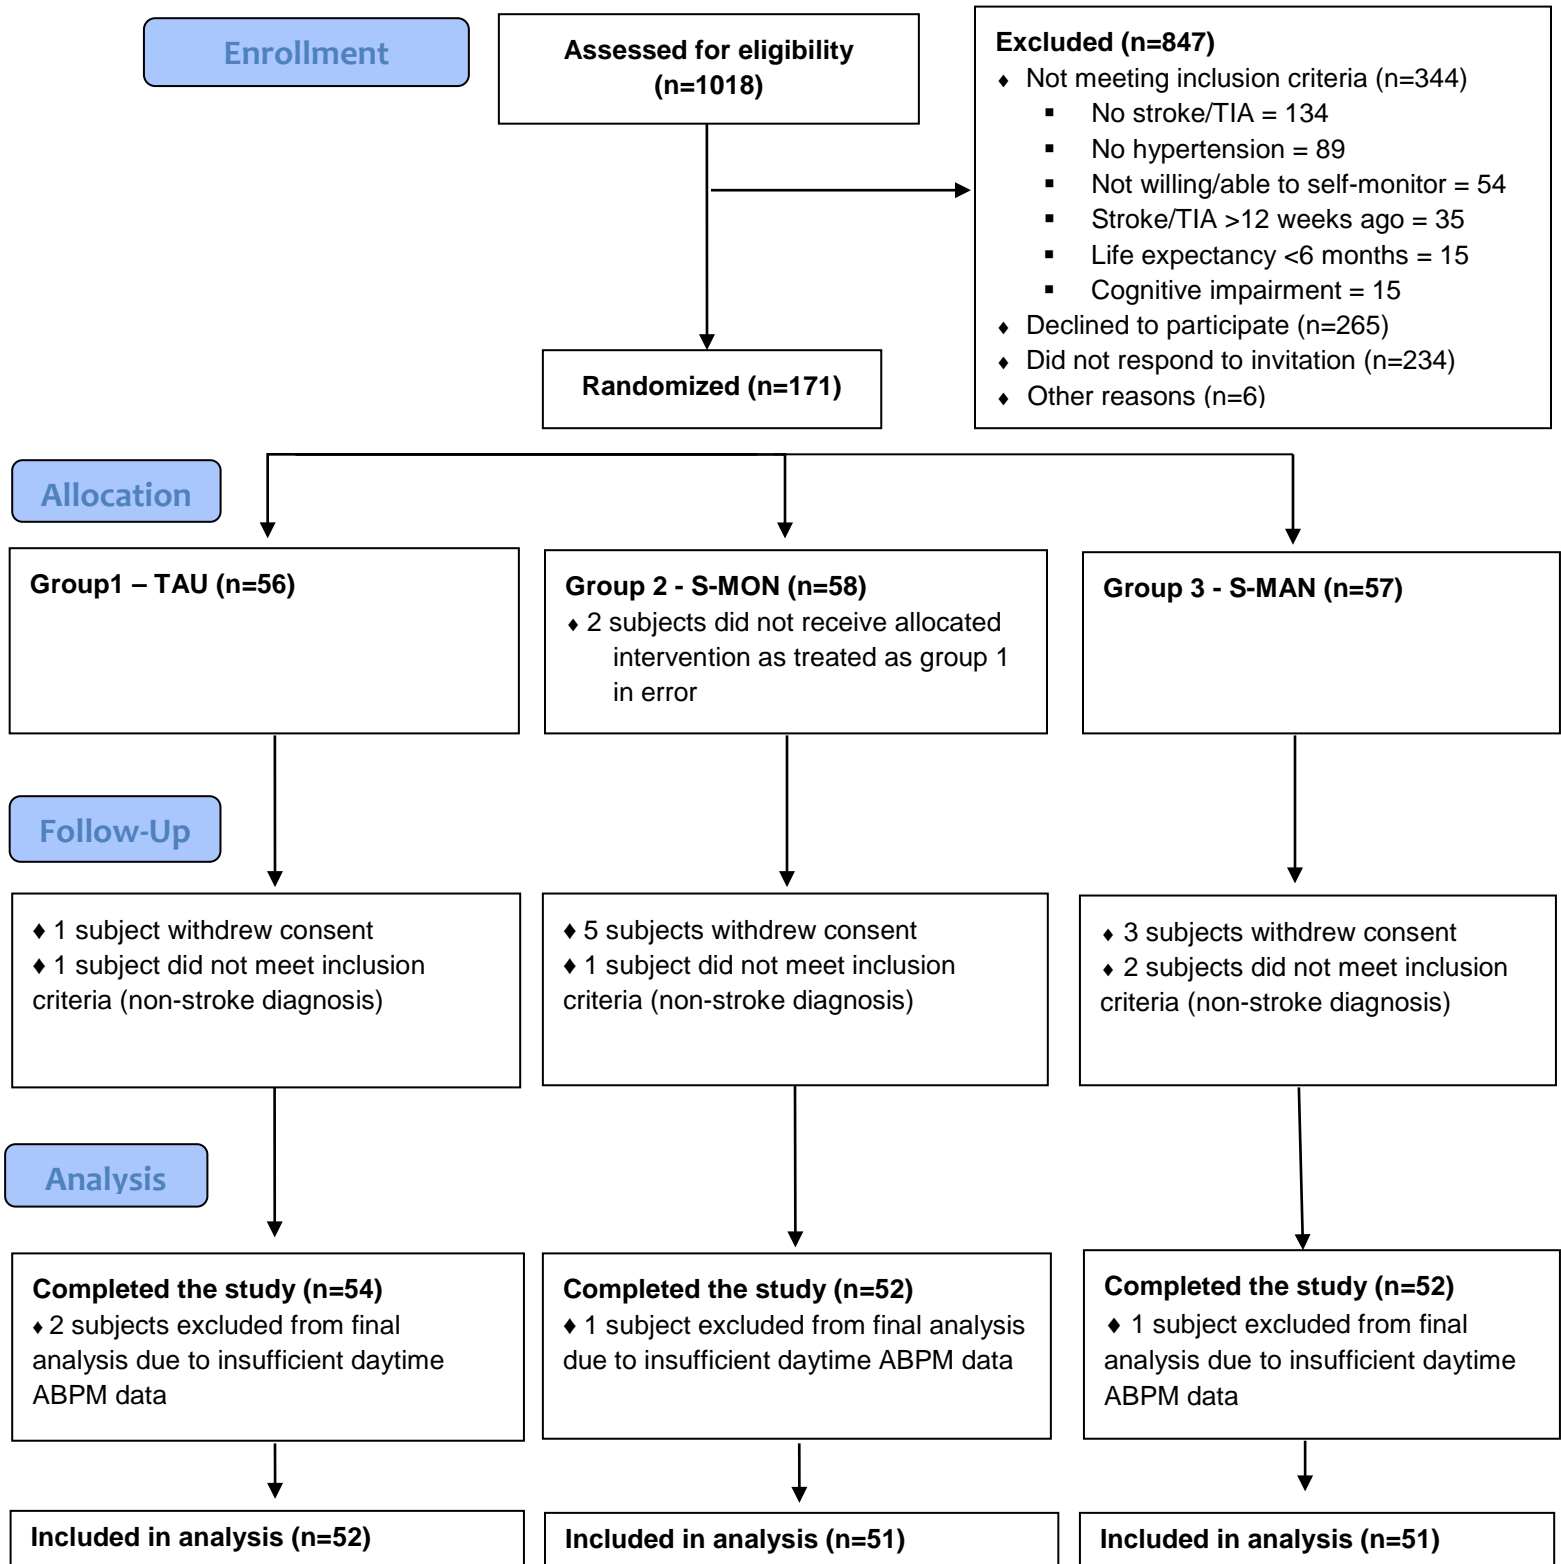 Enrollment
Assessed for eligibility
(n=1018)
Excluded (n=847)
♦ Not meeting inclusion criteria (n=344)
▪ No stroke/TIA = 134
▪ No hypertension = 89
▪ Not willing/able to self-monitor = 54
▪ Stroke/TIA >12 weeks ago = 35
▪ Life expectancy <6 months = 15
▪ Cognitive impairment = 15
♦ Declined to participate (n=265)
♦ Did not respond to invitation (n=234)
♦ Other reasons (n=6)
Randomized (n=171)
Allocation
Group1 – TAU (n=56)
Group 2 - S-MON (n=58)
♦ 2 subjects did not receive allocated
intervention as treated as group 1
in error
Group 3 - S-MAN (n=57)
Follow-Up
♦ 1 subject withdrew consent
♦ 1 subject did not meet inclusion
criteria (non-stroke diagnosis)
♦ 5 subjects withdrew consent
♦ 1 subject did not meet inclusion
criteria (non-stroke diagnosis)
♦ 3 subjects withdrew consent
♦ 2 subjects did not meet inclusion
criteria (non-stroke diagnosis)
Analysis
Completed the study (n=54)
♦ 2 subjects excluded from final
analysis due to insufficient daytime
ABPM data
Completed the study (n=52)
♦ 1 subject excluded from final analysis
due to insufficient daytime ABPM data
Completed the study (n=52)
♦ 1 subject excluded from final
analysis due to insufficient daytime
ABPM data
Included in analysis (n=52)
Included in analysis (n=51)
Included in analysis (n=51)